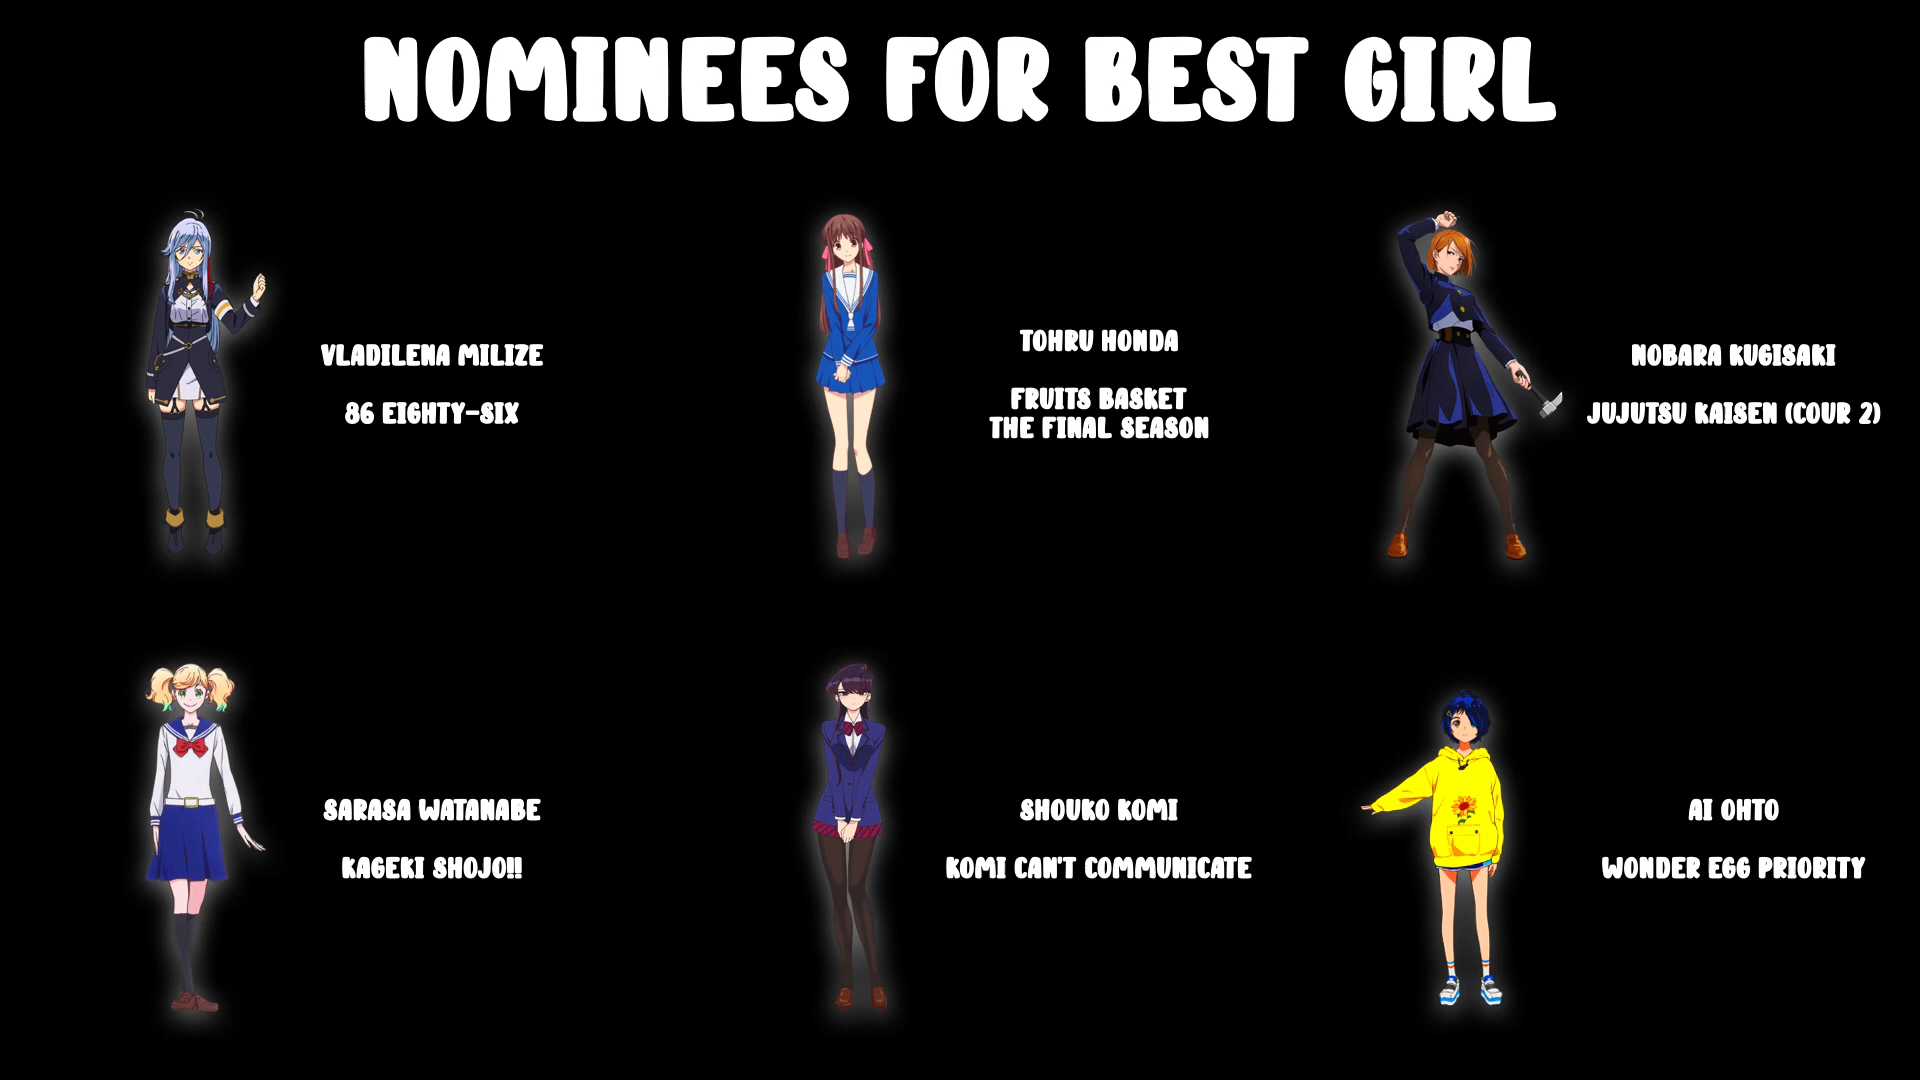 NOMINEES FOR BEST GIRL
VLADILENA MILIZE
86 EIGHTY-SIX
TOHRU HONDA
FRUITS BASKET
THE FINAL SEASON
NOBARA KUGISAKI
JUJUTSU KAISEN (COUR 2)
SARASA WATANABE
KAGEKI SHOJO!!
SHOUKO KOMI
KOMI CAN'T COMMUNICATE
AI OHTO
WONDER EGG PRIORITY